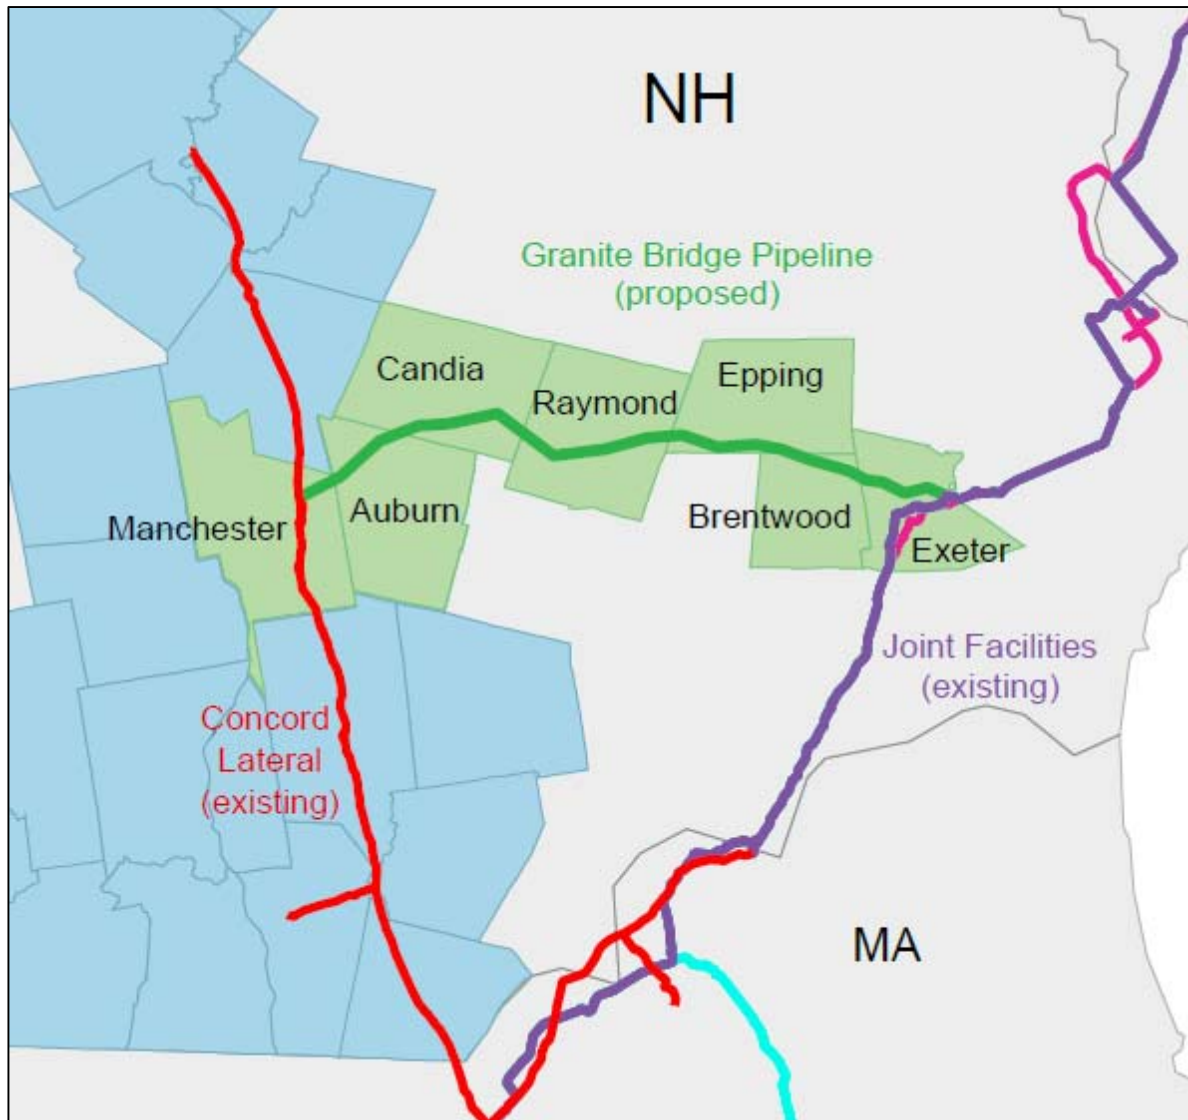 NH
Granite Bridge Pipeline
(proposed)
Candia
Raymond
Epping
Manchester
Auburn
Brentwood
Exeter
Joint Facilities
(existing)
Concord
Lateral
(existing)
MA